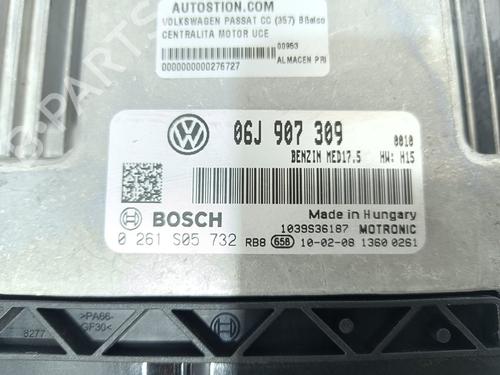 AUTOSTION.COM
VOLKSWAGEN PASSAT CC (357)
CENTRALITA MOTOR UCE
00953
0000000000276727 ALMACEN PRI
06J 907 309 0010
BENZIN MED17.5 HW: H15
BOSCH Made in Hungary
1039S36187 MOTRONIC
0 261 S05 732 RB8 658 10-02-08 1360 0261
>PA66-
GF30<
8277
B-PARTS